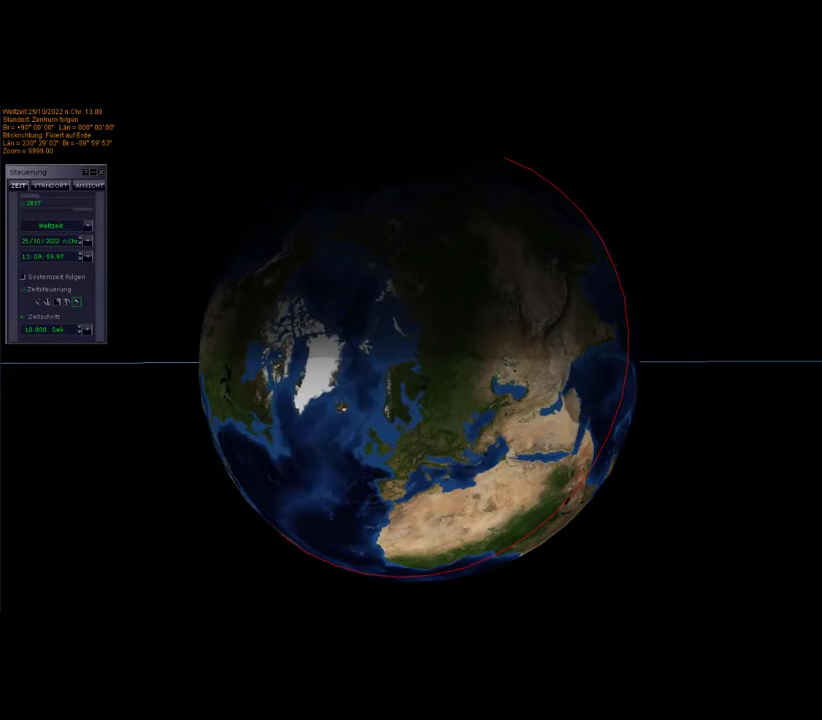 Weltzeit:25/10/2022 n.Chr. 13:09
Standort: Zentrum folgen
Br = +90° 00' 00" Län = 000° 00' 00"
Blickrichtung: Fixiert auf Erde
Län = 230° 29' 02" Br = -89° 59' 53"
Zoom = 9999.00
Steuerung
ZEIT STANDORT ANSICHT
ZEIT
Weltzeit
25/10/ 2022 n.Chr
13: 09: 59.97
Systemzeit folgen
Zeitsteuerung
Zeitschritt
10.000 Sek.